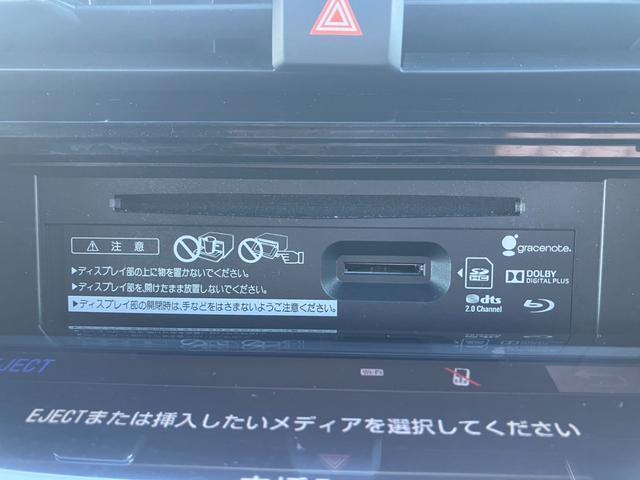 注意
▶ディスプレイ部の上に物を置かないでください。
▶ディスプレイ部を、開けたまま放置しないでください。
▶ディスプレイ部の開閉時は、手などをはさまないようご注意ください。
gracenote.
SD HC
DOLBY
DIGITAL PLUS
dts
2.0 Channel
EJECT
Wi-Fi
EJECTまたは挿入したいメディアを選択してください